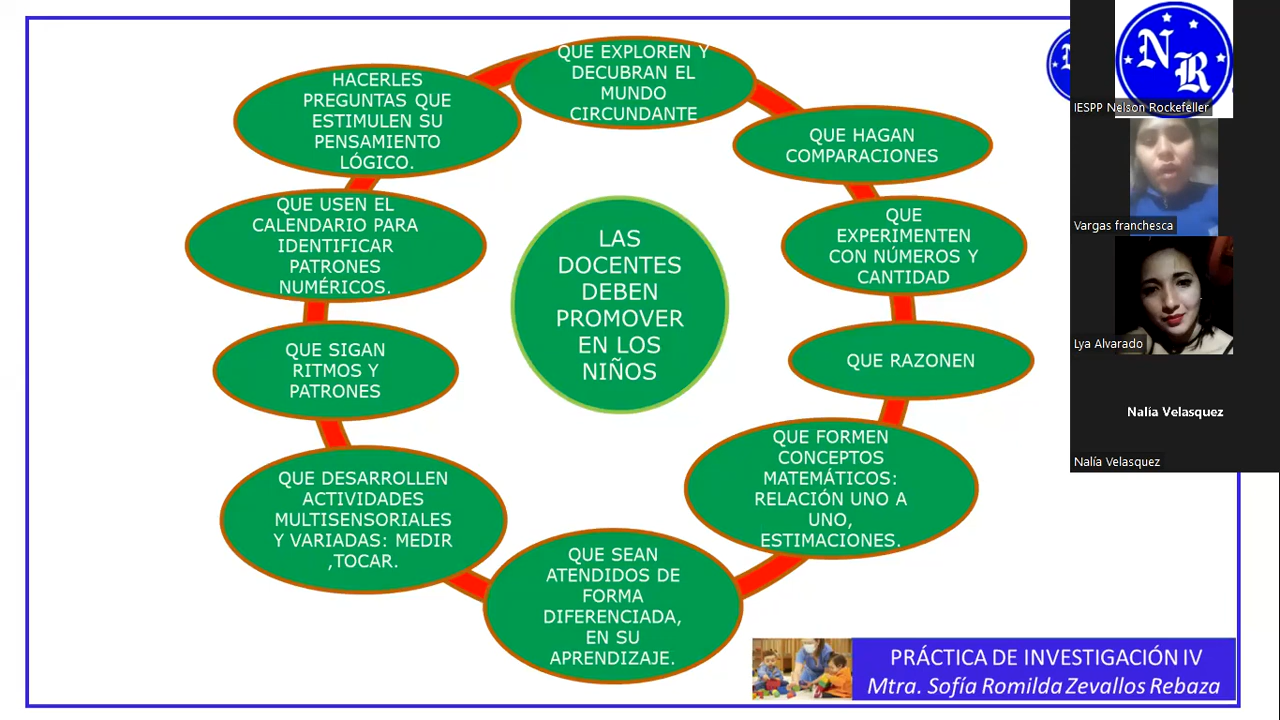 QUE EXPLOREN Y
DECUBRAN EL
MUNDO
CIRCUNDANTE
QUE HAGAN
COMPARACIONES
QUE
EXPERIMENTEN
CON NÚMEROS Y
CANTIDAD
QUE RAZONEN
QUE FORMEN
CONCEPTOS
MATEMÁTICOS:
RELACIÓN UNO A
UNO,
ESTIMACIONES.
QUE SEAN
ATENDIDOS DE
FORMA
DIFERENCIADA,
EN SU
APRENDIZAJE.
QUE DESARROLLEN
ACTIVIDADES
MULTISENSORIALES
Y VARIADAS: MEDIR
,TOCAR.
QUE SIGAN
RITMOS Y
PATRONES
QUE USEN EL
CALENDARIO PARA
IDENTIFICAR
PATRONES
NUMÉRICOS.
HACERLES
PREGUNTAS QUE
ESTIMULEN SU
PENSAMIENTO
LÓGICO.
LAS
DOCENTES
DEBEN
PROMOVER
EN LOS
NIÑOS
PRÁCTICA DE INVESTIGACIÓN IV
Mtra. Sofía Romilda Zevallos Rebaza
N
NR
IESPP Nelson Rockefeller
Vargas franchesca
Lya Alvarado
Nalía Velasquez
Nalía Velasquez